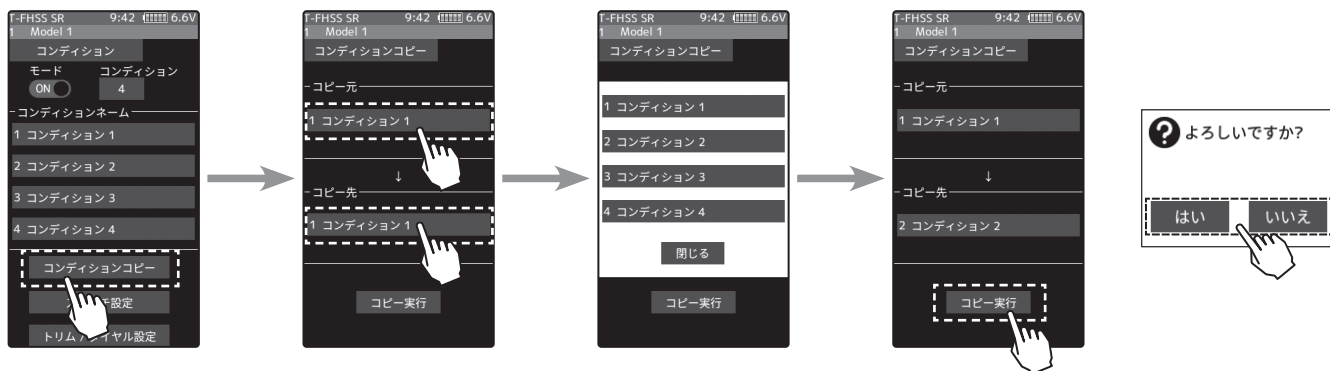 T-FHSS SR 9:42 6.6V
1 Model 1
コンディション
モード コンディション
ON 4
コンディションネーム
1 コンディション 1
2 コンディション 2
3 コンディション 3
4 コンディション 4
コンディションコピー
設定
トリム
イヤル設定
T-FHSS SR 9:42 6.6V
1 Model 1
コンディションコピー
コピー元
1 コンディション 1
↓
コピー先
1 コンディション 1
コピー実行
T-FHSS SR 9:42 6.6V
1 Model 1
コンディションコピー
1 コンディション 1
2 コンディション 2
3 コンディション 3
4 コンディション 4
閉じる
コピー実行
T-FHSS SR 9:42 6.6V
1 Model 1
コンディションコピー
コピー元
1 コンディション 1
↓
コピー先
2 コンディション 2
コピー実行
? よろしいですか?
はい いいえ